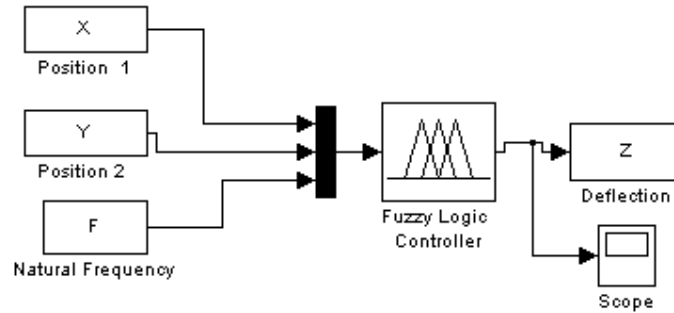 X
Position 1
Y
Position 2
F
Natural Frequency
Fuzzy Logic
Controller
Z
Deflection
Scope